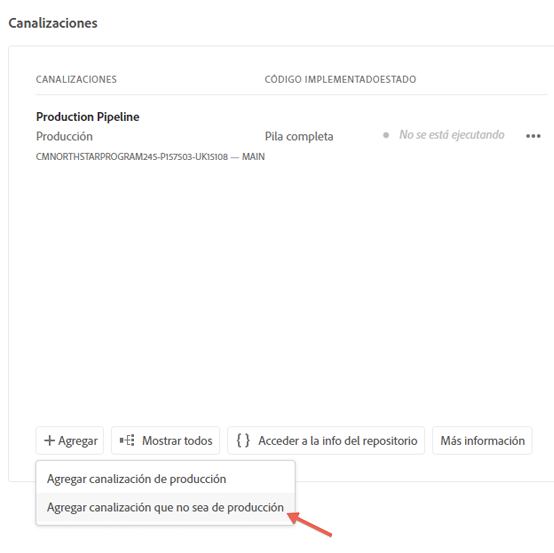 Canalizaciones
CANALIZACIONES CÓDIGO IMPLEMENTADOESTADO
Production Pipeline
Producción Pila completa No se está ejecutando
CMNORTHSTARPROGRAM245-P157503-UK15108 — MAIN
Agregar Mostrar todos Acceder a la info del repositorio Más información
Agregar canalización de producción
Agregar canalización que no sea de producción